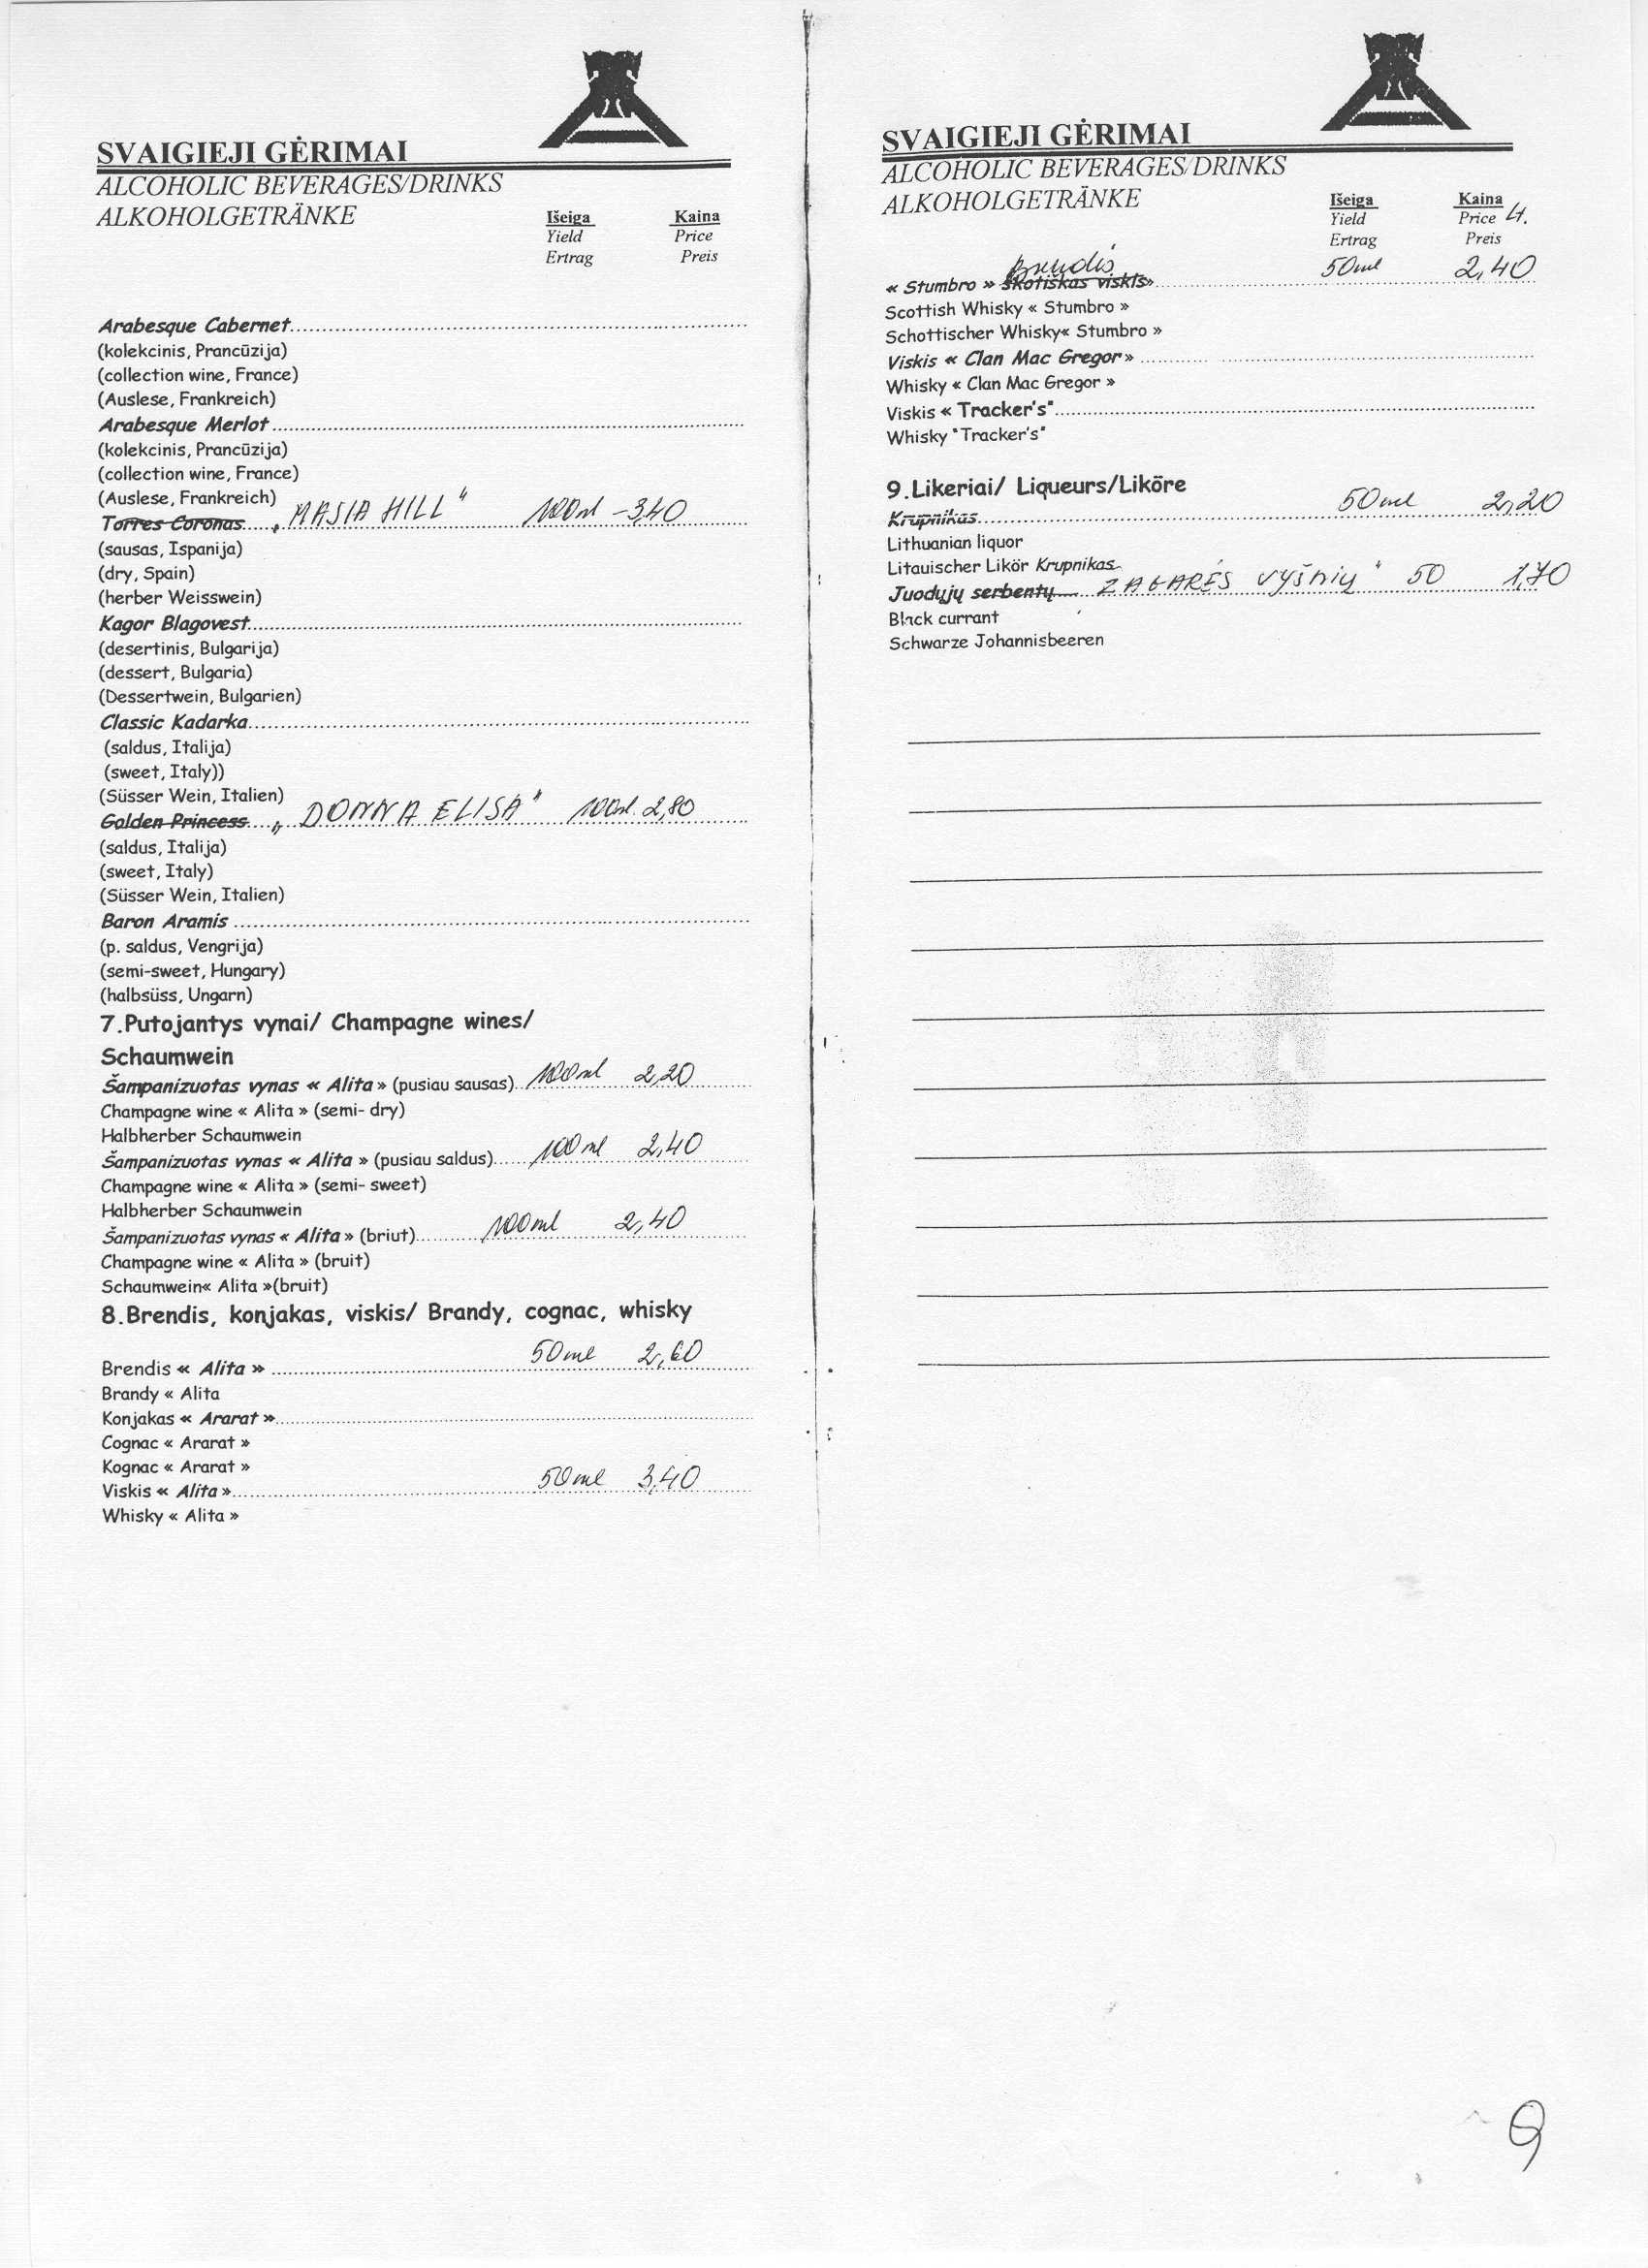 SVAIGIEJI GĖRIMAI
ALCOHOLIC BEVERAGES/DRINKS
ALKOHOLGETRÄNKE
Išeiga Kaina
Yield Price
Ertrag Preis
Arabesque Cabernet
(kolekcinis, Prancūzija)
(collection wine, France)
(Auslese, Frankreich)
Arabesque Merlot
(kolekcinis, Prancūzija)
(collection wine, France)
(Auslese, Frankreich)
Torres Coronas „MASIA HILL" 100ml - 3,40
(sausas, Ispanija)
(dry, Spain)
(herber Weisswein)
Kagor Blagovest
(desertinis, Bulgarija)
(dessert, Bulgaria)
(Dessertwein, Bulgarien)
Classic Kadarka
(saldus, Italija)
(sweet, Italy))
(Süsser Wein, Italien)
Golden Princess „DONNA ELISA" 100ml. 2,80
(saldus, Italija)
(sweet, Italy)
(Süsser Wein, Italien)
Baron Aramis
(p. saldus, Vengrija)
(semi-sweet, Hungary)
(halbsüss, Ungarn)
7.Putojantys vynai/ Champagne wines/
Schaumwein
Šampanizuotas vynas « Alita » (pusiau sausas) 100ml 2,20
Champagne wine « Alita » (semi- dry)
Halbherber Schaumwein
Šampanizuotas vynas « Alita » (pusiau saldus) 100ml 2,40
Champagne wine « Alita » (semi- sweet)
Halbherber Schaumwein
Šampanizuotas vynas « Alita » (briut) 100ml 2,40
Champagne wine « Alita » (bruit)
Schaumwein« Alita »(bruit)
8.Brendis, konjakas, viskis/ Brandy, cognac, whisky
Brendis « Alita » 50ml 2,60
Brandy « Alita
Konjakas « Ararat »
Cognac « Ararat »
Kognac « Ararat »
Viskis « Alita » 50ml 3,40
Whisky « Alita »
SVAIGIEJI GĖRIMAI
ALCOHOLIC BEVERAGES/DRINKS
ALKOHOLGETRÄNKE
Išeiga Kaina
Yield Price
Ertrag Preis
Brendis
« Stumbro » škotiškas viskis» 50ml 2,40
Scottish Whisky « Stumbro »
Schottischer Whisky« Stumbro »
Viskis « Clan Mac Gregor»
Whisky « Clan Mac Gregor »
Viskis « Tracker's"
Whisky "Tracker's"
9.Likeriai/ Liqueurs/Liköre
Krupnikas 50ml 2,20
Lithuanian liquor
Litauischer Likör Krupnikas
Juodųjų serbentų ZAGARĖS VYŠNIŲ" 50 1,70
Black currant
Schwarze Johannisbeeren
9